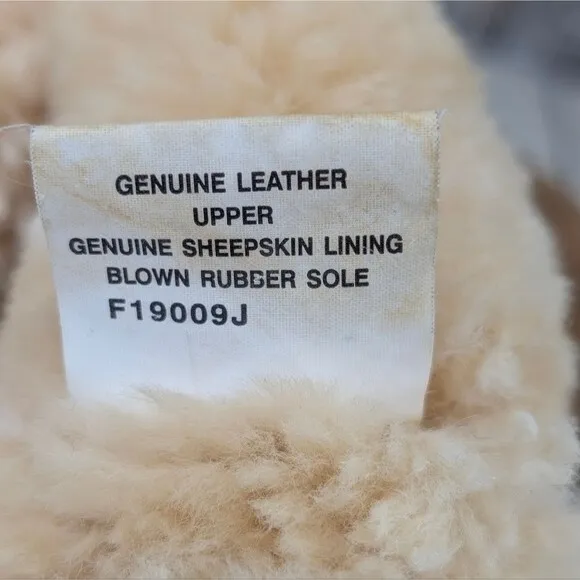 GENUINE LEATHER
UPPER
GENUINE SHEEPSKIN LINING
BLOWN RUBBER SOLE
F19009J